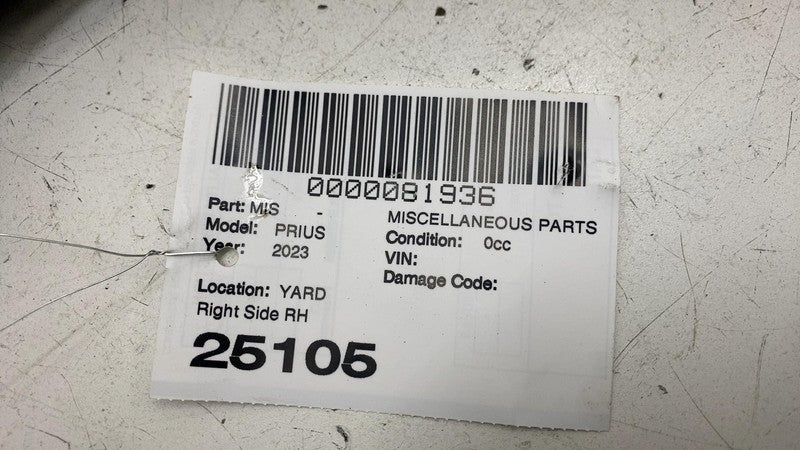 0000081936
Part: MIS - MISCELLANEOUS PARTS
Model: PRIUS Condition: 0cc
Year: 2023 VIN:
Damage Code:
Location: YARD
Right Side RH
25105